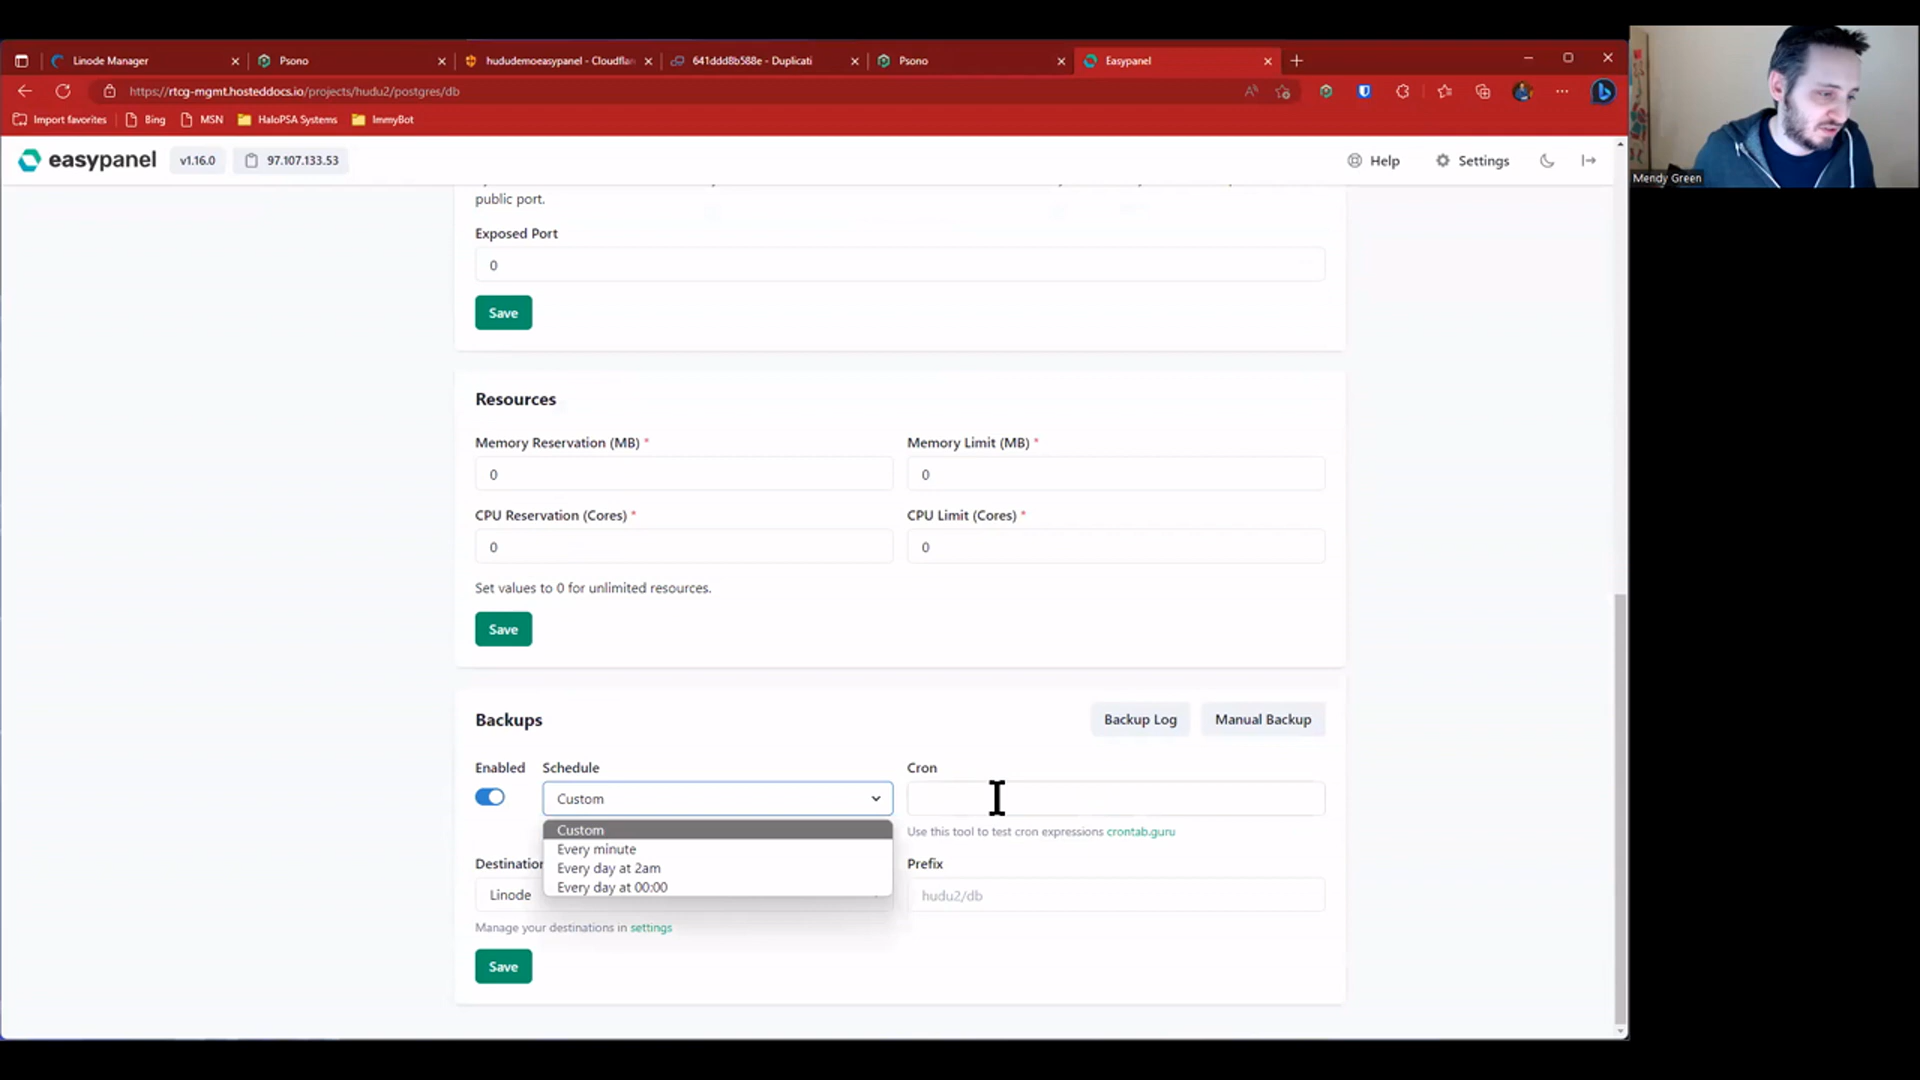 Linode Manager
Psono
hududemoeasypanel - Cloudflar
641ddd8b588e - Duplicati
Psono
Easypanel
https://rtcg-mgmt.hosteddocs.io/projects/hudu2/postgres/db
Import favorites
Bing
MSN
HaloPSA Systems
ImmyBot
Mendy Green
easypanel
v1.16.0
97.107.133.53
Help
Settings
public port.
Exposed Port
0
Save
Resources
Memory Reservation (MB) *
Memory Limit (MB) *
0
0
CPU Reservation (Cores) *
CPU Limit (Cores) *
0
0
Set values to 0 for unlimited resources.
Save
Backups
Backup Log
Manual Backup
Enabled
Schedule
Cron
Custom
Custom
Every minute
Every day at 2am
Every day at 00:00
Use this tool to test cron expressions crontab.guru
Destination
Prefix
Linode
hudu2/db
Manage your destinations in settings
Save